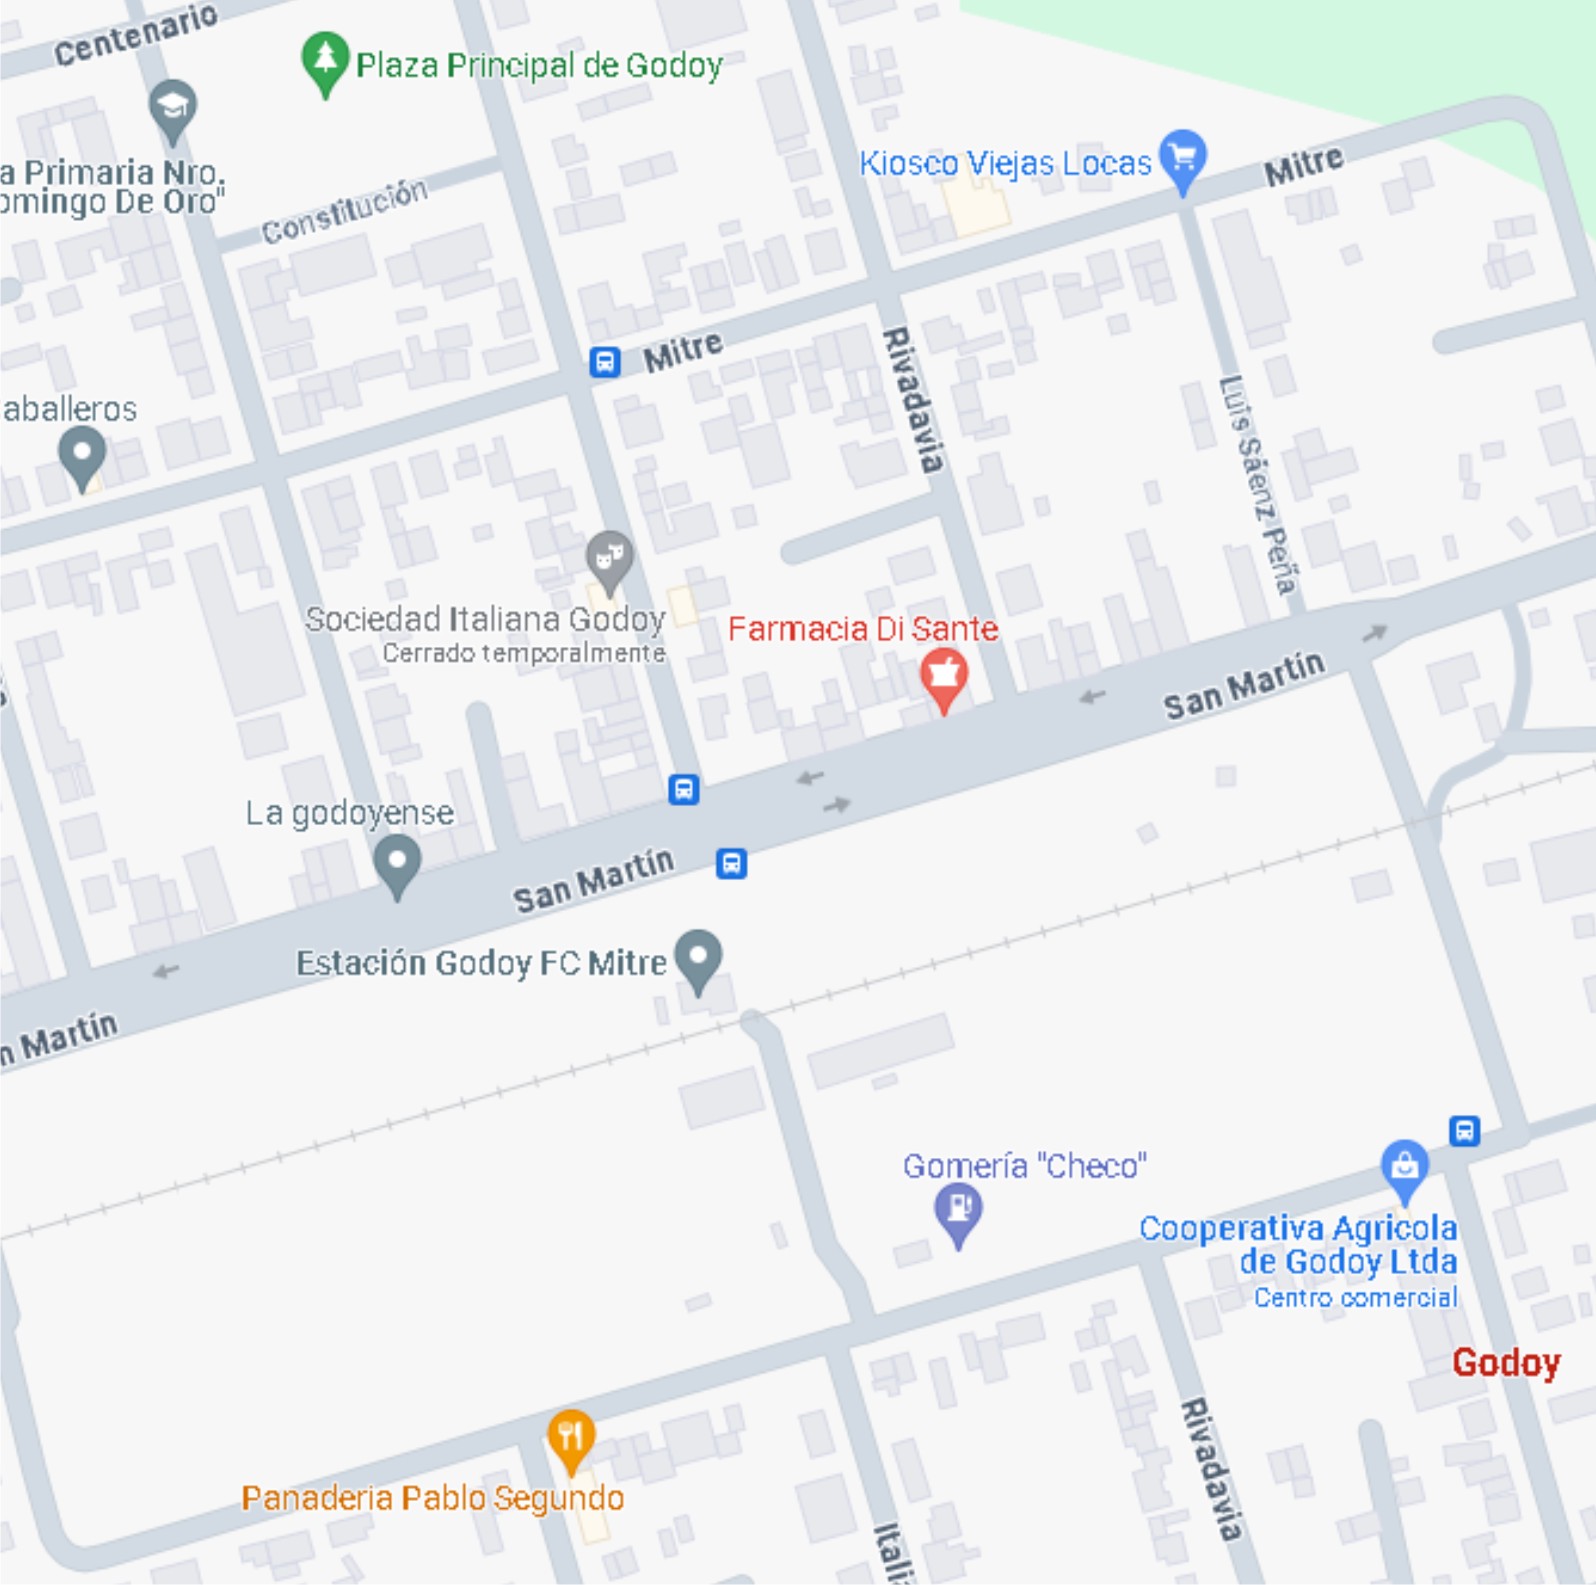 Centenario
Plaza Principal de Godoy
a Primaria Nro.
omingo De Oro"
Constitución
Kiosco Viejas Locas
Mitre
Mitre
Rivadavia
Luis Sáenz Peña
aballeros
Sociedad Italiana Godoy
Cerrado temporalmente
Farmacia Di Sante
San Martín
La godoyense
San Martín
Estación Godoy FC Mitre
n Martín
Gomería "Checo"
Cooperativa Agricola
de Godoy Ltda
Centro comercial
Godoy
Rivadavia
Panaderia Pablo Segundo
Itali